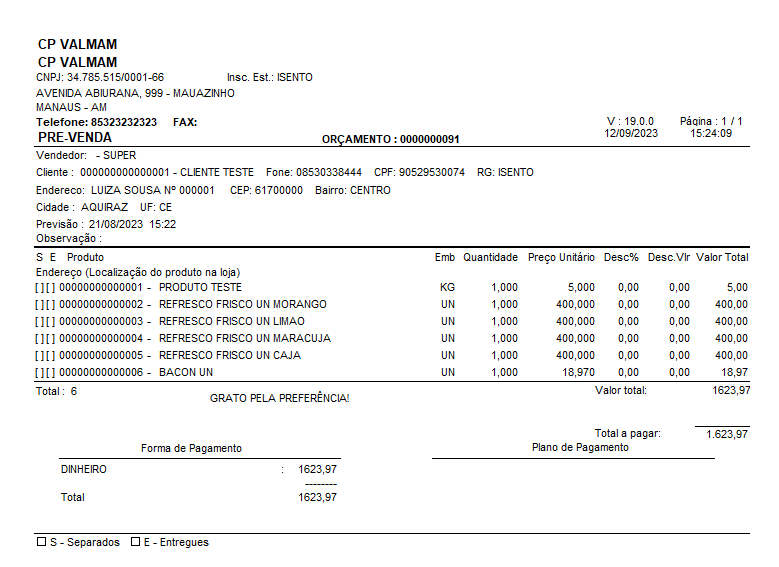 CP VALMAM
CP VALMAM
CNPJ: 34.785.515/0001-66 Insc. Est.: ISENTO
AVENIDA ABIURANA, 999 - MAUAZINHO
MANAUS - AM
Telefone: 85323232323 FAX: V : 19.0.0 Página : 1 / 1
PRE-VENDA ORÇAMENTO : 0000000091 12/09/2023 15:24:09
Vendedor: - SUPER
Cliente : 000000000000001 - CLIENTE TESTE Fone: 08530338444 CPF: 90529530074 RG: ISENTO
Endereco: LUIZA SOUSA Nº 000001 CEP: 61700000 Bairro: CENTRO
Cidade : AQUIRAZ UF: CE
Previsão : 21/08/2023 15:22
Observação :
S E Produto Emb Quantidade Preço Unitário Desc% Desc.Vlr Valor Total
Endereço (Localização do produto na loja)
[ ][ ] 00000000000001 - PRODUTO TESTE KG 1,000 5,000 0,00 0,00 5,00
[ ][ ] 00000000000002 - REFRESCO FRISCO UN MORANGO UN 1,000 400,000 0,00 0,00 400,00
[ ][ ] 00000000000003 - REFRESCO FRISCO UN LIMAO UN 1,000 400,000 0,00 0,00 400,00
[ ][ ] 00000000000004 - REFRESCO FRISCO UN MARACUJA UN 1,000 400,000 0,00 0,00 400,00
[ ][ ] 00000000000005 - REFRESCO FRISCO UN CAJA UN 1,000 400,000 0,00 0,00 400,00
[ ][ ] 00000000000006 - BACON UN UN 1,000 18,970 0,00 0,00 18,97
Total : 6 Valor total: 1623,97
GRATO PELA PREFERÊNCIA!
Total a pagar: 1.623,97
Forma de Pagamento Plano de Pagamento
DINHEIRO : 1623,97
--------
Total 1623,97
S - Separados E - Entregues